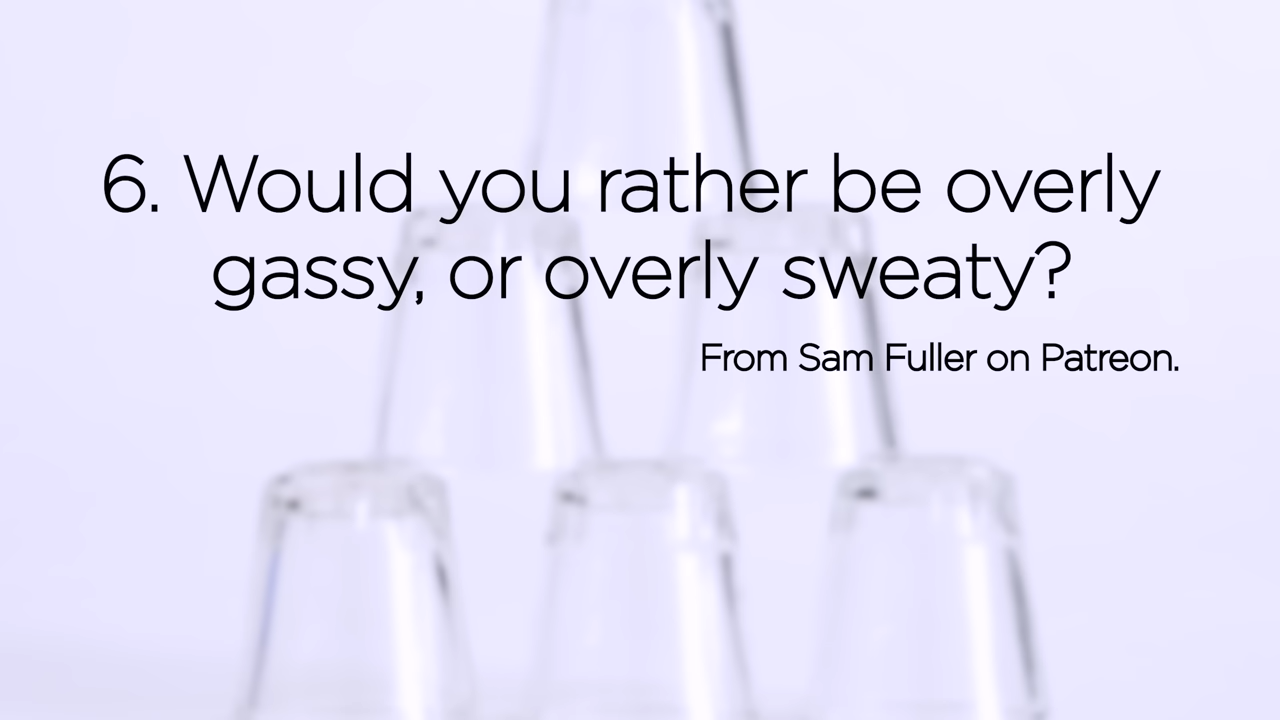 6. Would you rather be overly
gassy, or overly sweaty?
From Sam Fuller on Patreon.